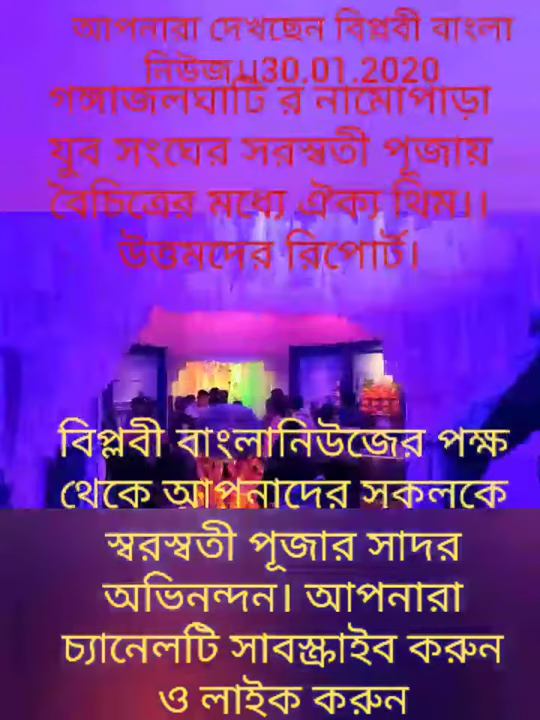 আপনারা দেখছেন বিপ্লবী বাংলা
নিউজ।।30.01.2020
গঙ্গাজলঘাটি র নামোপাড়া
যুব সংঘের সরস্বতী পূজায়
বৈচিত্রের মধ্যে ঐক্য থিম।।
উত্তমদের রিপোর্ট।
বিপ্লবী বাংলানিউজের পক্ষ
থেকে আপনাদের সকলকে
স্বরস্বতী পূজার সাদর
অভিনন্দন। আপনারা
চ্যানেলটি সাবস্ক্রাইব করুন
ও লাইক করুন